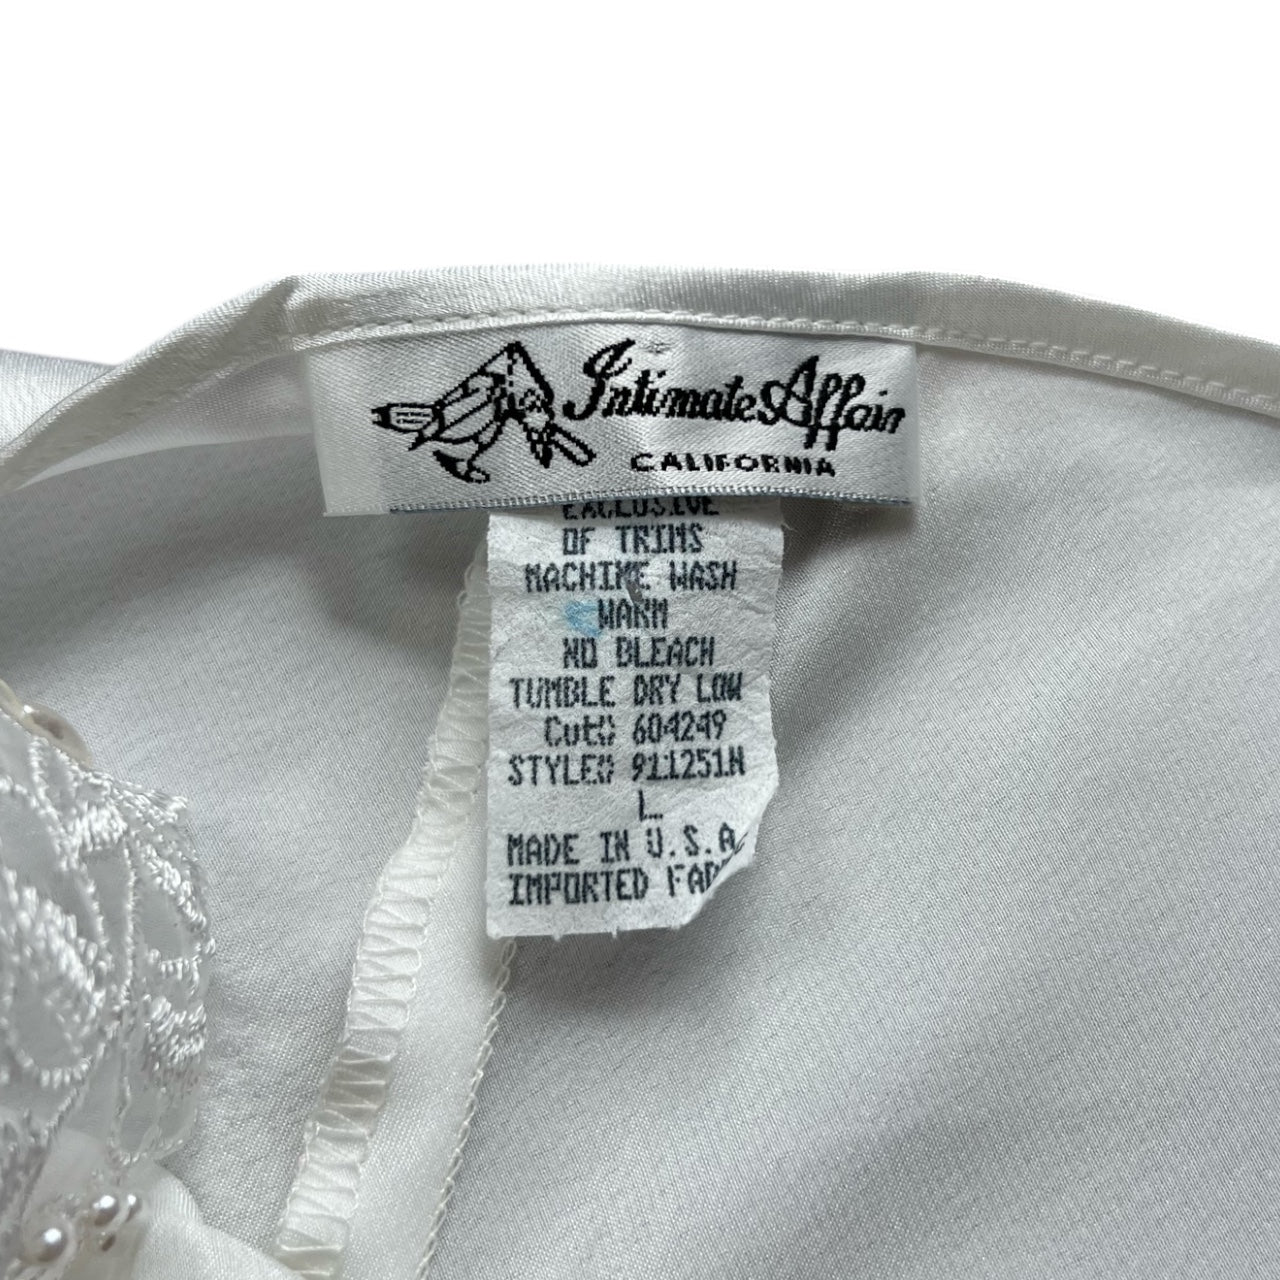 Intimate Affair
CALIFORNIA
EXCLUSIVE
OF TRIMS
MACHINE WASH
WARM
NO BLEACH
TUMBLE DRY LOW
Cut# 604249
STYLE# 911251N
L
MADE IN U.S.A.
IMPORTED